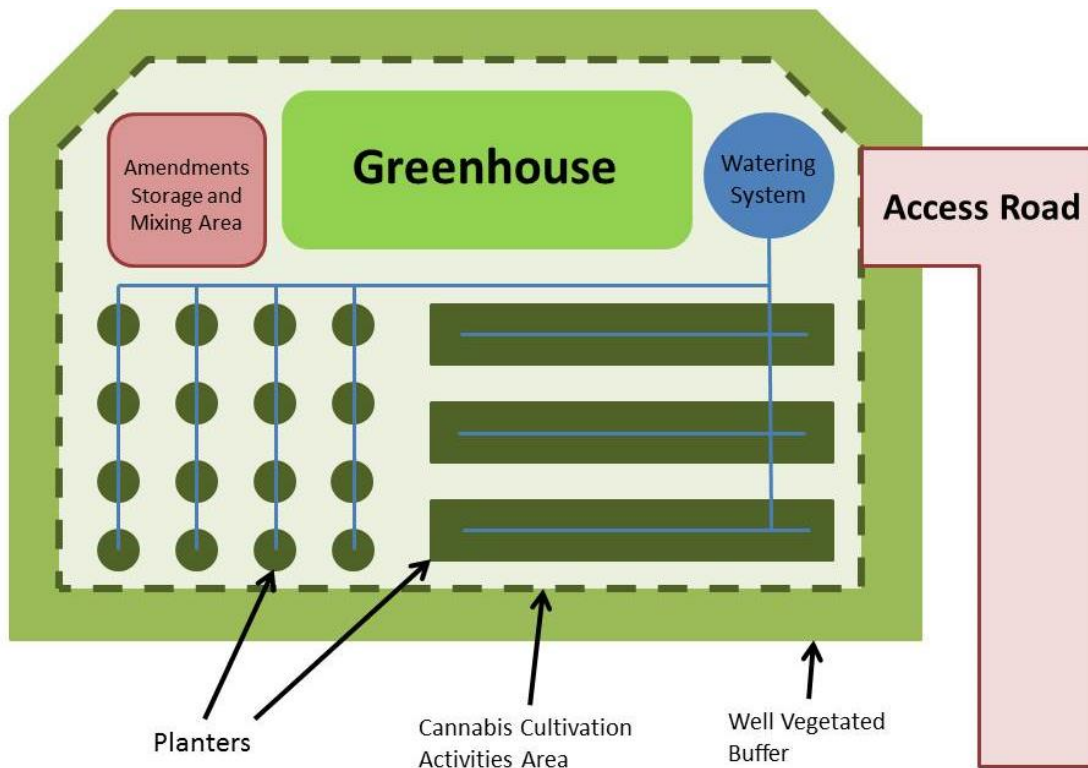 Amendments
Storage and
Mixing Area
Greenhouse
Watering
System
Access Road
Planters
Cannabis Cultivation
Activities Area
Well Vegetated
Buffer